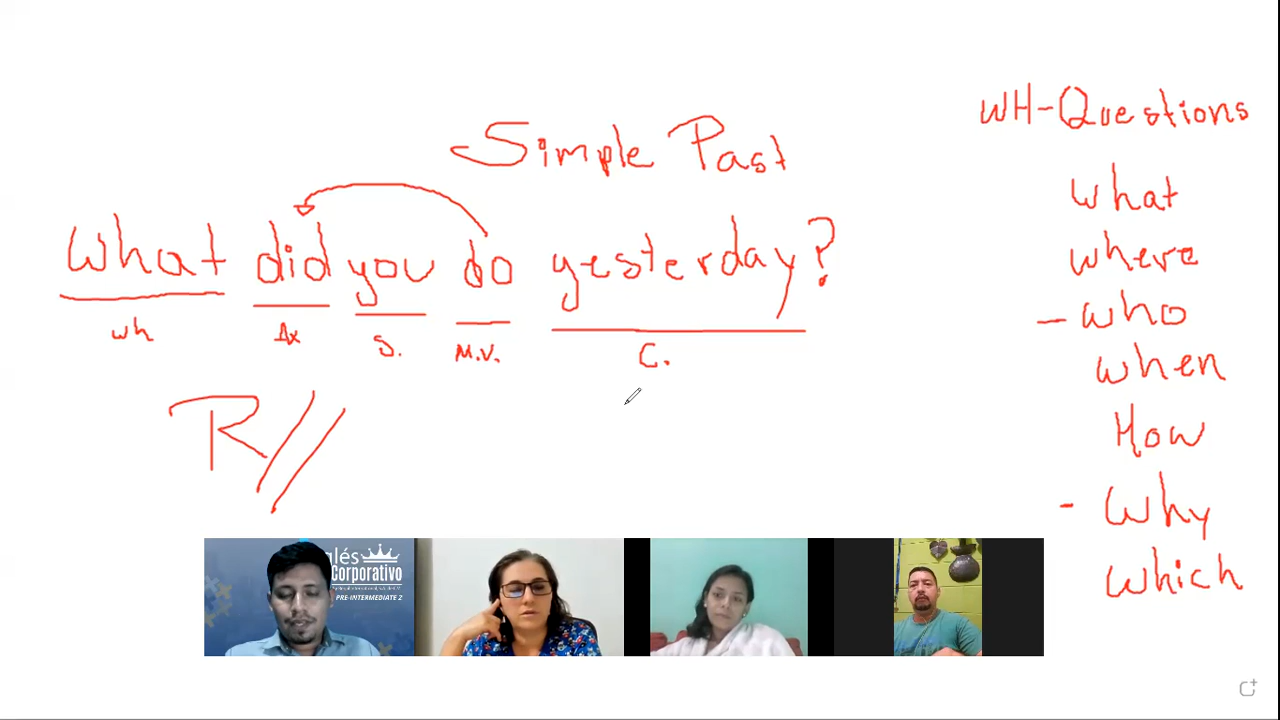 Simple Past
What did you do yesterday?
wh Ax S. M.V. C.
R//
WH-Questions
what
where
- who
when
How
- why
which
glés
Corporativo
PRE-INTERMEDIATE 2